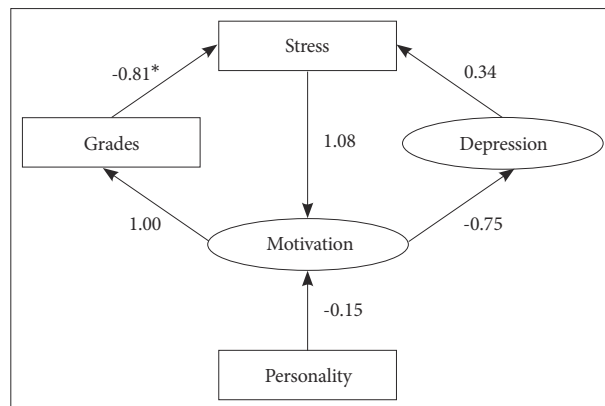 Stress
-0.81*
0.34
Grades
1.08
Depression
1.00
Motivation
-0.75
-0.15
Personality